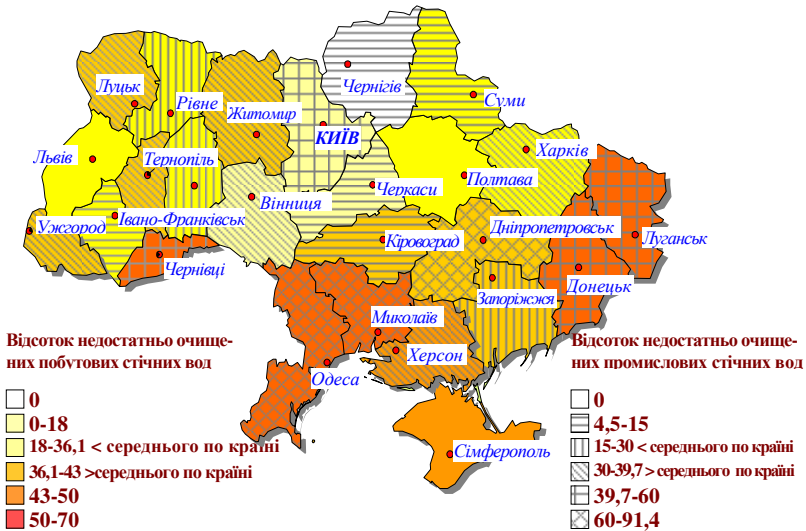 Чернігів
Луцьк
Суми
Рівне
Житомир
КИЇВ
Харків
Львів
Тернопіль
Полтава
Черкаси
Вінниця
Івано-Франківськ
Ужгород
Дніпропетровськ
Кіровоград
Луганськ
Чернівці
Донецьк
Запоріжжя
Миколаїв
Херсон
Одеса
Сімферополь
Відсоток недостатньо очище-
них побутових стічних вод
0
0-18
18-36,1 < середнього по країні
36,1-43 >середнього по країні
43-50
50-70
Відсоток недостатньо очище-
них промислових стічних вод
0
4,5-15
15-30 < середнього по країні
30-39,7 > середнього по країні
39,7-60
60-91,4